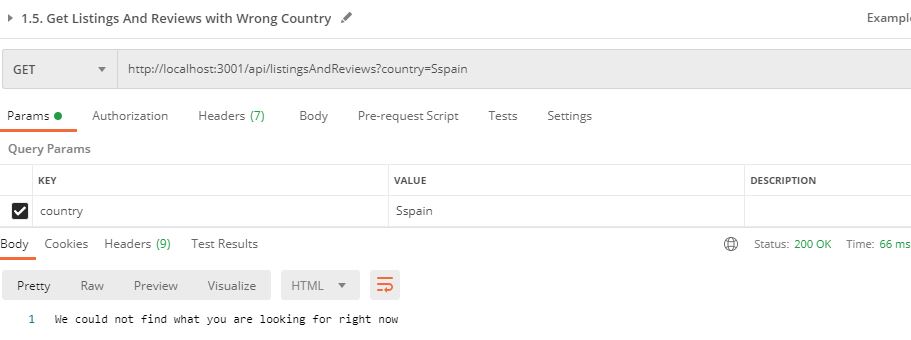 1.5. Get Listings And Reviews with Wrong Country
Exampl
GET http://localhost:3001/api/listingsAndReviews?country=Sspain
Params Authorization Headers (7) Body Pre-request Script Tests Settings
Query Params
KEY VALUE DESCRIPTION
country Sspain
Body Cookies Headers (9) Test Results Status: 200 OK Time: 66 ms
Pretty Raw Preview Visualize HTML
1 We could not find what you are looking for right now